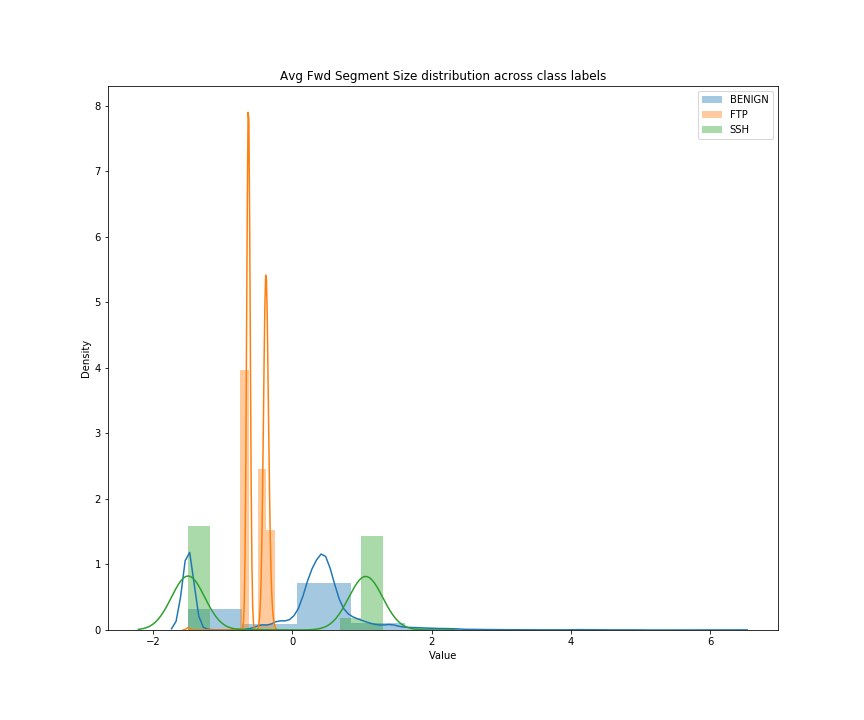 Avg Fwd Segment Size distribution across class labels
BENIGN
FTP
SSH
8
7
6
5
4
3
2
1
0
Density
−2
0
2
4
6
Value